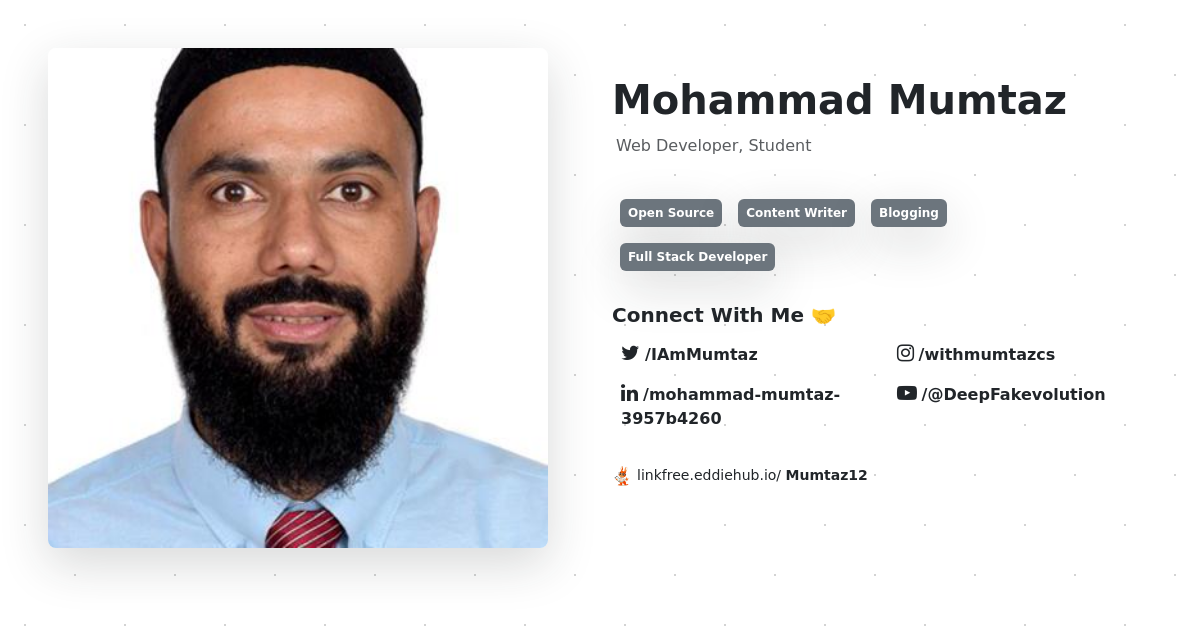 Mohammad Mumtaz
Web Developer, Student
Open Source Content Writer Blogging
Full Stack Developer
Connect With Me 🤝
/IAmMumtaz
/withmumtazcs
/mohammad-mumtaz-
3957b4260
/@DeepFakevolution
linkfree.eddiehub.io/ Mumtaz12